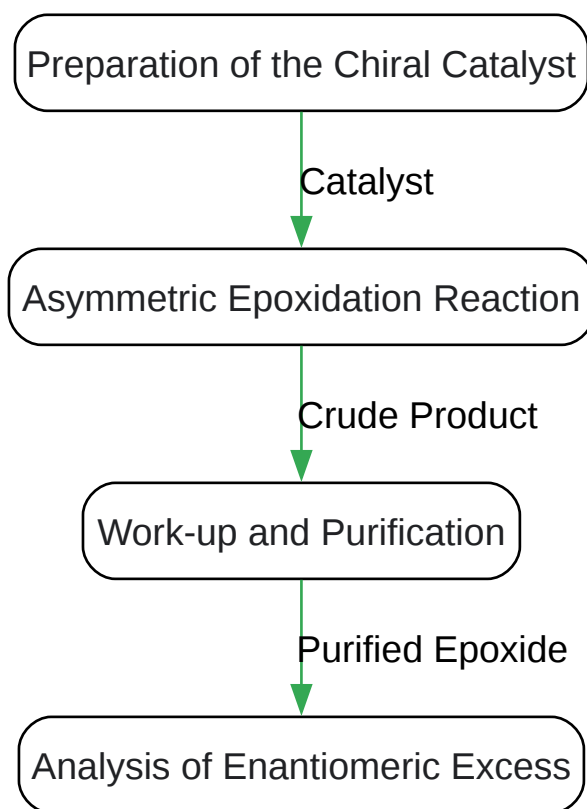 Preparation of the Chiral Catalyst
Catalyst
Asymmetric Epoxidation Reaction
Crude Product
Work-up and Purification
Purified Epoxide
Analysis of Enantiomeric Excess